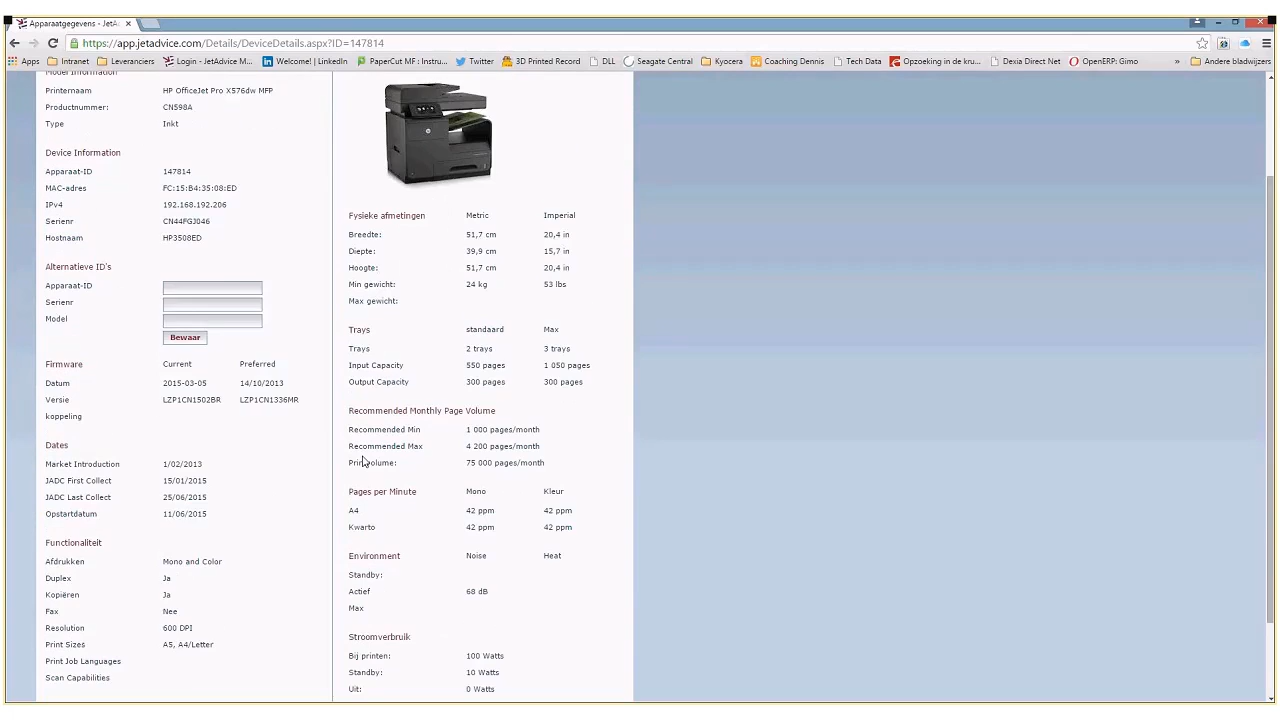 Apparaatgegevens - JetAc
https://app.jetadvice.com/Details/DeviceDetails.aspx?ID=147814
Apps Intranet Leveranciers Login - JetAdvice M... Welcome! | LinkedIn PaperCut MF : Instru... Twitter 3D Printed Record DLL Seagate Central Kyocera Coaching Dennis Tech Data Opzoeking in de kru... Dexia Direct Net OpenERP: Gimo » Andere bladwijzers
Model Information
Printernaam HP OfficeJet Pro X576dw MFP
Productnummer: CN598A
Type Inkt
Device Information
Apparaat-ID 147814
MAC-adres FC:15:B4:35:08:ED
IPv4 192.168.192.206
Serienr CN44FGJ046
Hostnaam HP3508ED
Alternatieve ID's
Apparaat-ID
Serienr
Model
Bewaar
Firmware Current Preferred
Datum 2015-03-05 14/10/2013
Versie LZP1CN1502BR LZP1CN1336MR
koppeling
Dates
Market Introduction 1/02/2013
JADC First Collect 15/01/2015
JADC Last Collect 25/06/2015
Opstartdatum 11/06/2015
Functionaliteit
Afdrukken Mono and Color
Duplex Ja
Kopiëren Ja
Fax Nee
Resolution 600 DPI
Print Sizes A5, A4/Letter
Print Job Languages
Scan Capabilities
Fysieke afmetingen Metric Imperial
Breedte: 51,7 cm 20,4 in
Diepte: 39,9 cm 15,7 in
Hoogte: 51,7 cm 20,4 in
Min gewicht: 24 kg 53 lbs
Max gewicht:
Trays standaard Max
Trays 2 trays 3 trays
Input Capacity 550 pages 1 050 pages
Output Capacity 300 pages 300 pages
Recommended Monthly Page Volume
Recommended Min 1 000 pages/month
Recommended Max 4 200 pages/month
Printvolume: 75 000 pages/month
Pages per Minute Mono Kleur
A4 42 ppm 42 ppm
Kwarto 42 ppm 42 ppm
Environment Noise Heat
Standby:
Actief 68 dB
Max
Stroomverbruik
Bij printen: 100 Watts
Standby: 10 Watts
Uit: 0 Watts